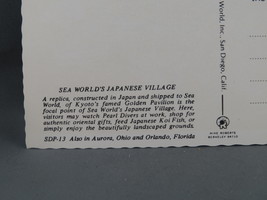 SEA WORLD'S JAPANESE VILLAGE
A replica, constructed in Japan and shipped to Sea
World, of Kyoto's famed Golden Pavilion is the
focal point of Sea World's Japanese Village. Here,
visitors may watch Pearl Divers at work, shop for
authentic oriental gifts, feed Japanese Koi Fish, or
simply enjoy the beautifully landscaped grounds.
SDP-13 Also in Aurora, Ohio and Orlando, Florida
MIKE ROBERTS
BERKELEY
World, Inc., San Diego, Calif